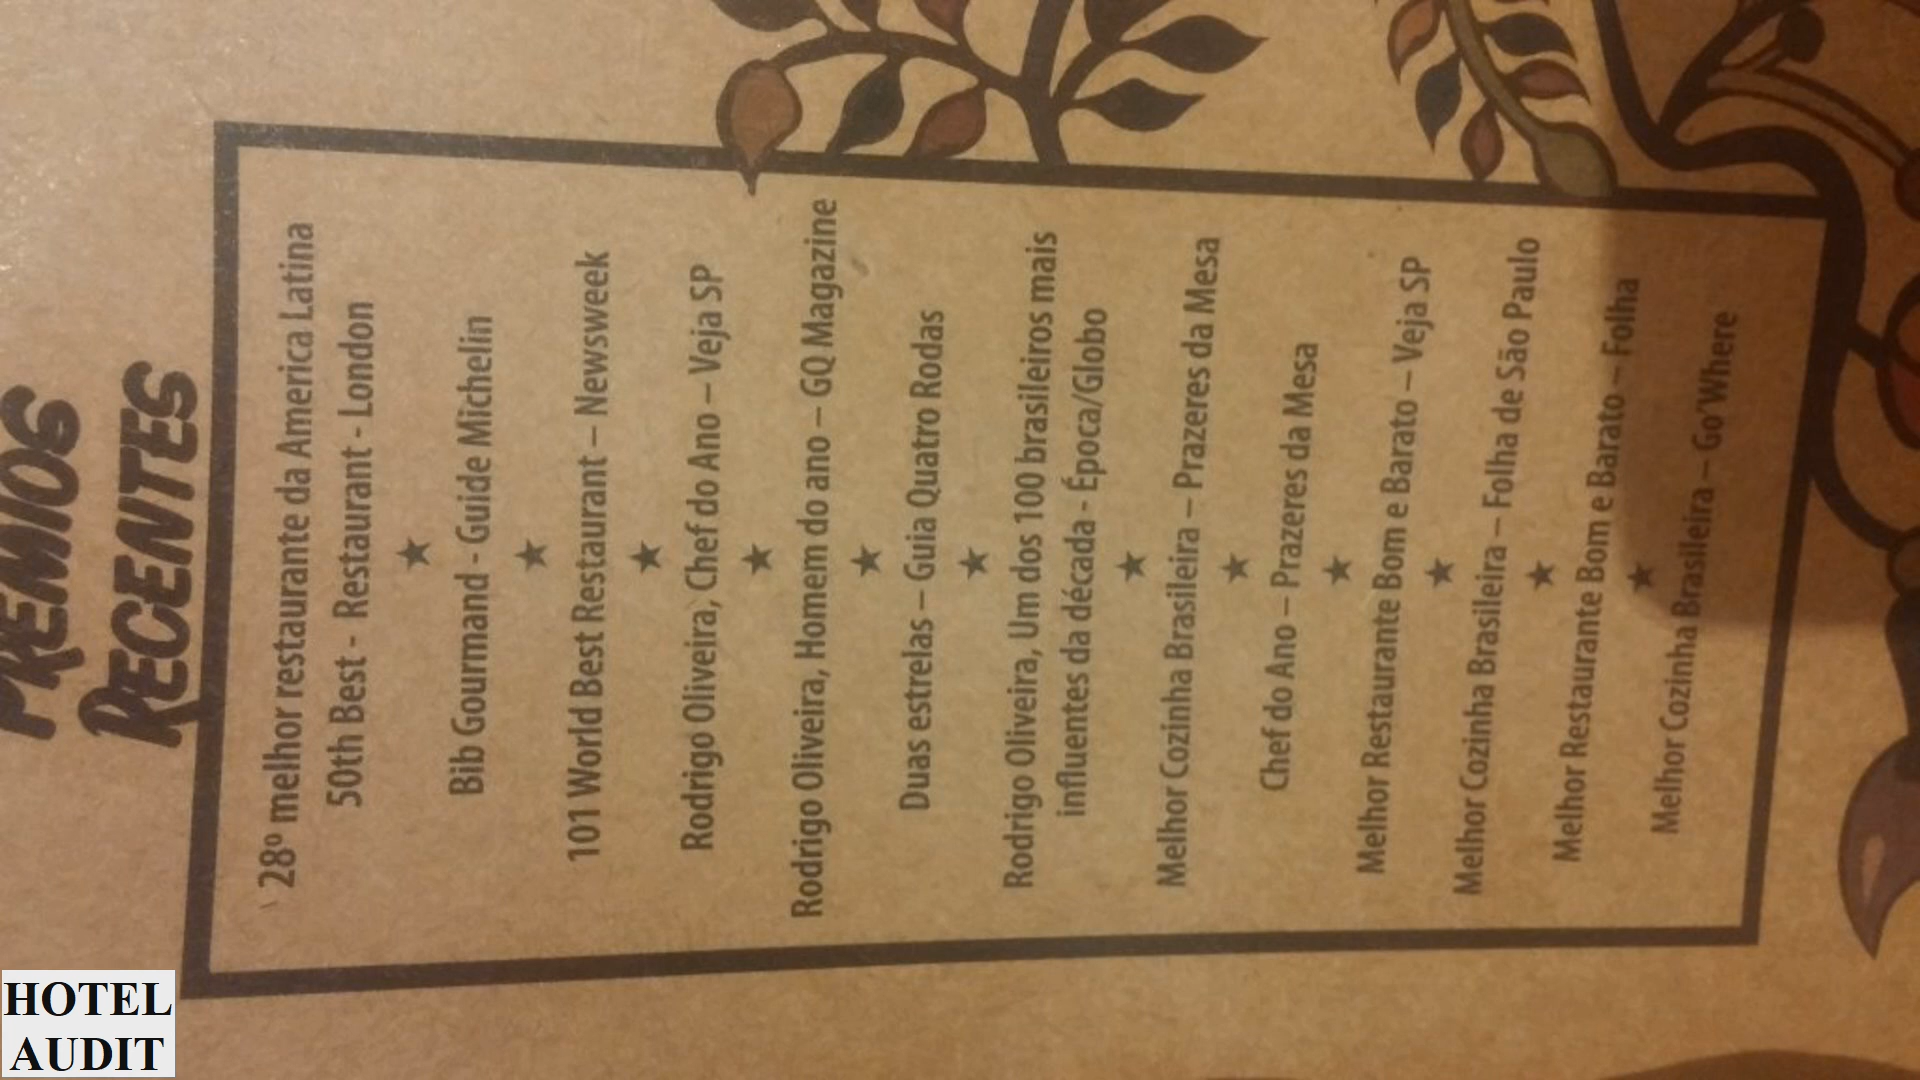 PREMIOS
RECENTES
28º melhor restaurante da America Latina
50th Best - Restaurant - London
Bib Gourmand - Guide Michelin
101 World Best Restaurant – Newsweek
Rodrigo Oliveira, Chef do Ano – Veja SP
Rodrigo Oliveira, Homem do ano – GQ Magazine
Duas estrelas – Guia Quatro Rodas
Rodrigo Oliveira, Um dos 100 brasileiros mais
influentes da década - Época/Globo
Melhor Cozinha Brasileira – Prazeres da Mesa
Chef do Ano – Prazeres da Mesa
Melhor Restaurante Bom e Barato – Veja SP
Melhor Cozinha Brasileira – Folha de São Paulo
Melhor Restaurante Bom e Barato – Folha
Melhor Cozinha Brasileira – Go'Where
HOTEL
AUDIT